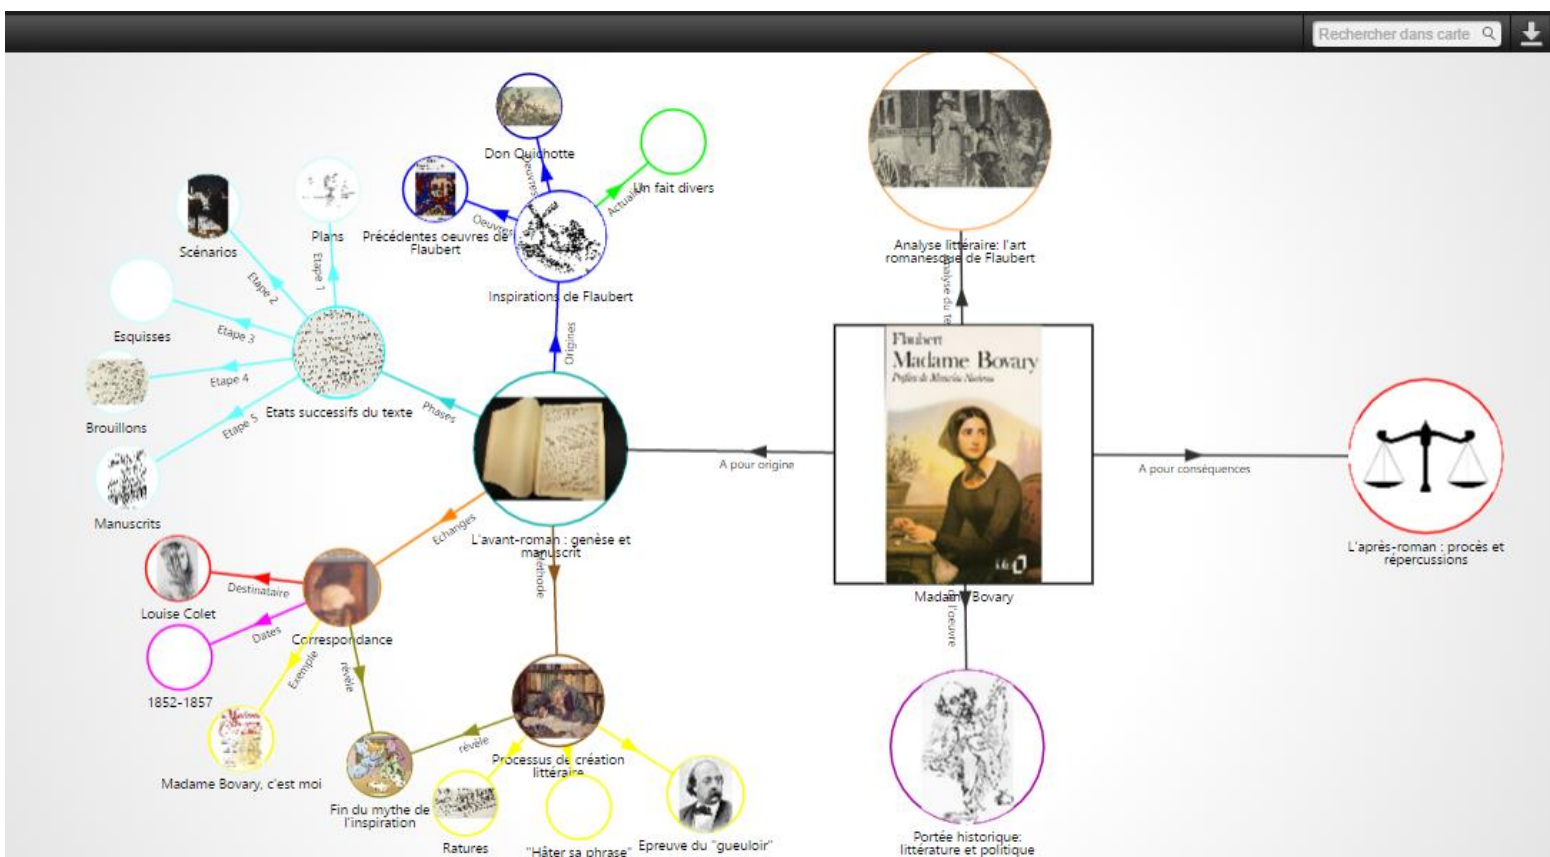 Rechercher dans carte
Don Quichotte
Oeuvres
Un fait divers
Actualité
Scénarios
Plans
Précédentes oeuvres de
Flaubert
Oeuvres
Analyse littéraire: l'art
romanesque de Flaubert
Etape 1
Etape 2
Inspirations de Flaubert
Analyse du te
Esquisses
Etape 3
Origines
Flaubert
Madame Bovary
Etape 4
Etats successifs du texte
Phases
Brouillons
Etape 5
A pour origine
A pour conséquences
Manuscrits
Echanges
L'avant-roman : genèse et
manuscrit
Méthode
L'après-roman : procès et
répercussions
Destinataire
Louise Colet
Madame Bovary
de l'oeuvre
Dates
Correspondance
Exemple
révèle
1852-1857
révèle
Processus de création
littéraire
Madame Bovary, c'est moi
Fin du mythe de
l'inspiration
Ratures
"Hâter sa phrase"
Epreuve du "gueuloir"
Portée historique:
littérature et politique